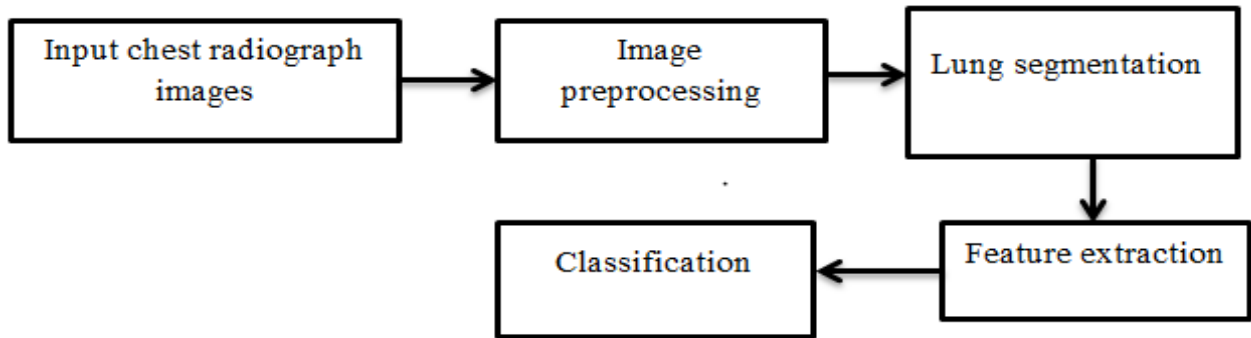 Input chest radiograph
images
Image
preprocessing
Lung segmentation
Feature extraction
Classification